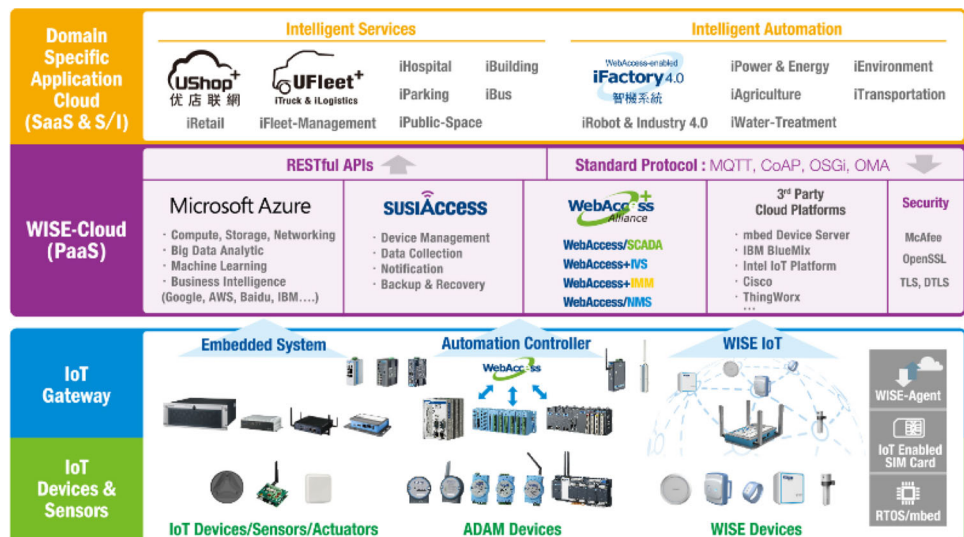 Domain
Specific
Application
Cloud
(SaaS & S/I)
Intelligent Services
UShop+
优店联網
iRetail
UFleet+
iTruck & iLogistics
iFleet-Management
iHospital
iParking
iPublic-Space
iBuilding
iBus
Intelligent Automation
WebAccess-enabled
iFactory 4.0
智機系統
iRobot & Industry 4.0
iPower & Energy
iAgriculture
iWater-Treatment
iEnvironment
iTransportation
WISE-Cloud
(PaaS)
RESTful APIs
Standard Protocol : MQTT, CoAP, OSGi, OMA
Microsoft Azure
· Compute, Storage, Networking
· Big Data Analytic
· Machine Learning
· Business Intelligence
(Google, AWS, Baidu, IBM....)
SUSIAccess
· Device Management
· Data Collection
· Notification
· Backup & Recovery
WebAccess+
Alliance
WebAccess/SCADA
WebAccess+IVS
WebAccess+IMM
WebAccess/NMS
3rd Party
Cloud Platforms
· mbed Device Server
· IBM BlueMix
· Intel IoT Platform
· Cisco
· ThingWorx
...
Security
McAfee
OpenSSL
TLS, DTLS
IoT
Gateway
Embedded System
Automation Controller
WebAccess
WISE IoT
WISE-Agent
IoT Enabled
SIM Card
RTOS/mbed
IoT
Devices &
Sensors
IoT Devices/Sensors/Actuators
ADAM Devices
WISE Devices